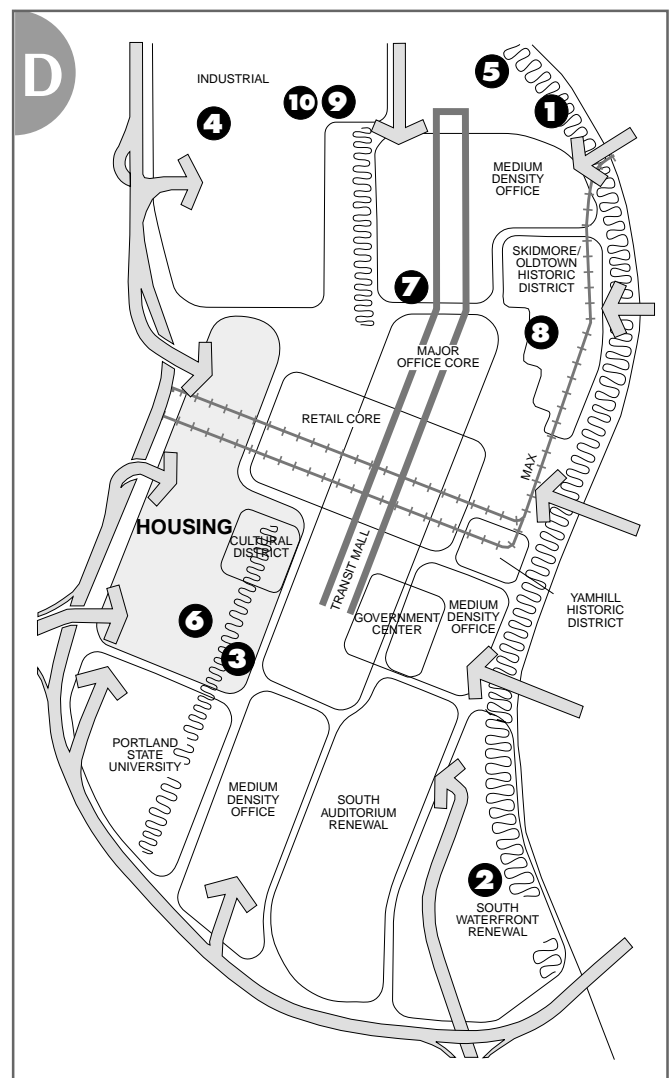 D
INDUSTRIAL
5
10
9
4
1
MEDIUM
DENSITY
OFFICE
SKIDMORE/
OLDTOWN
HISTORIC
DISTRICT
7
8
MAJOR
OFFICE CORE
RETAIL CORE
MAX
HOUSING
CULTURAL
DISTRICT
TRANSIT MALL
YAMHILL
HISTORIC
DISTRICT
GOVERNMENT
CENTER
MEDIUM
DENSITY
OFFICE
6
3
PORTLAND
STATE
UNIVERSITY
MEDIUM
DENSITY
OFFICE
SOUTH
AUDITORIUM
RENEWAL
2
SOUTH
WATERFRONT
RENEWAL